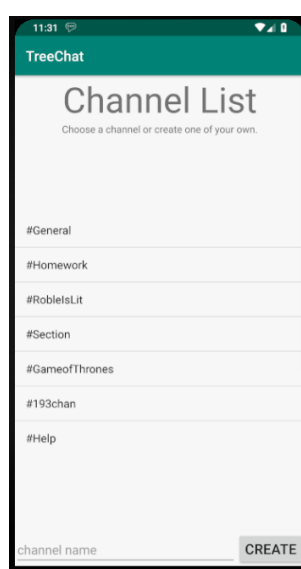 11:31
TreeChat
Channel List
Choose a channel or create one of your own.
#General
#Homework
#RobleIsLit
#Section
#GameofThrones
#193chan
#Help
channel name
CREATE